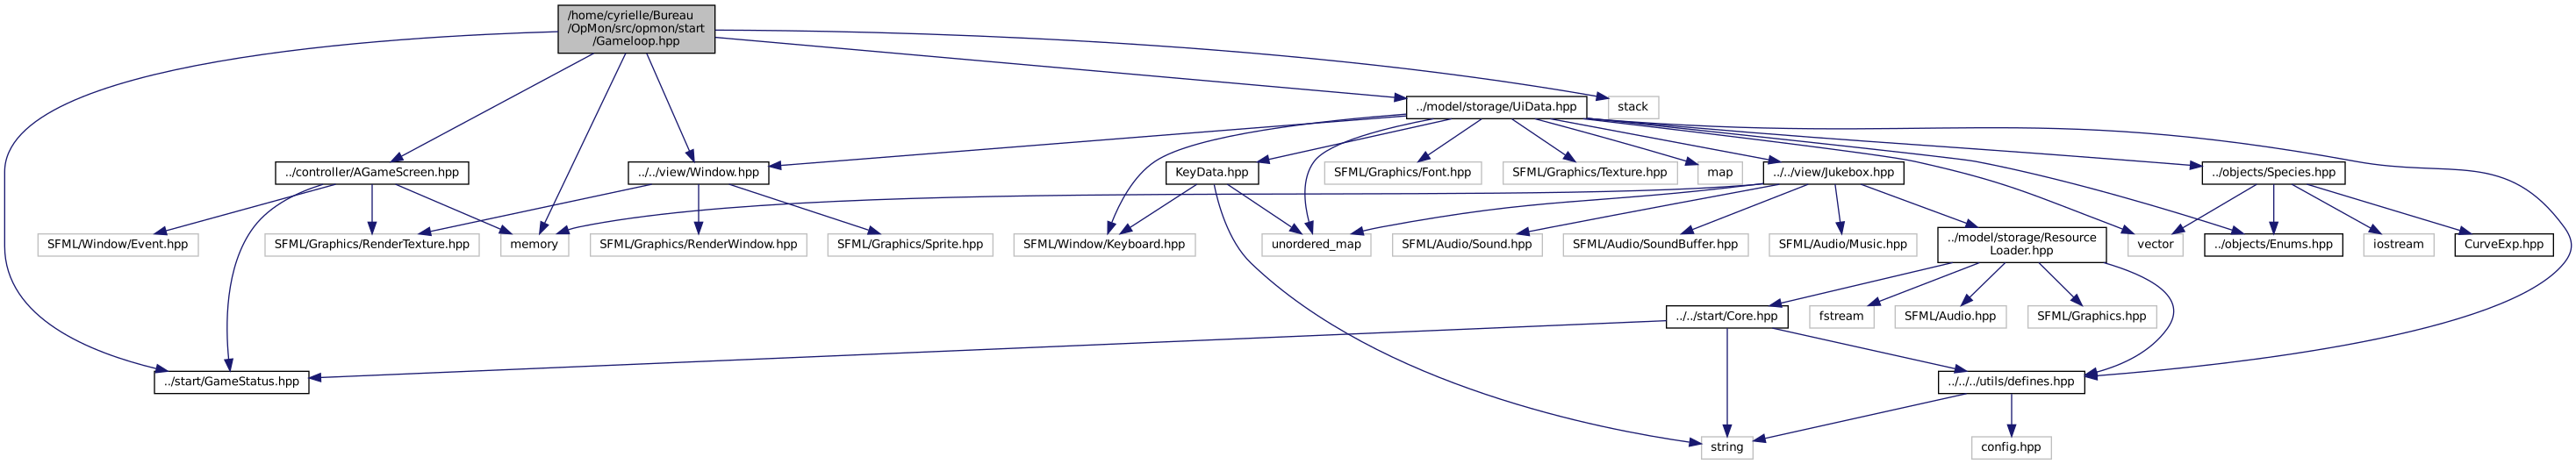 /home/cyrielle/Bureau
/OpMon/src/opmon/start
/Gameloop.hpp
../model/storage/UiData.hpp
stack
../controller/AGameScreen.hpp
../../view/Window.hpp
KeyData.hpp
SFML/Graphics/Font.hpp
SFML/Graphics/Texture.hpp
map
../../view/Jukebox.hpp
../objects/Species.hpp
SFML/Window/Event.hpp
SFML/Graphics/RenderTexture.hpp
memory
SFML/Graphics/RenderWindow.hpp
SFML/Graphics/Sprite.hpp
SFML/Window/Keyboard.hpp
unordered_map
SFML/Audio/Sound.hpp
SFML/Audio/SoundBuffer.hpp
SFML/Audio/Music.hpp
../model/storage/Resource
Loader.hpp
vector
../objects/Enums.hpp
iostream
CurveExp.hpp
../../start/Core.hpp
fstream
SFML/Audio.hpp
SFML/Graphics.hpp
../start/GameStatus.hpp
../../../utils/defines.hpp
string
config.hpp